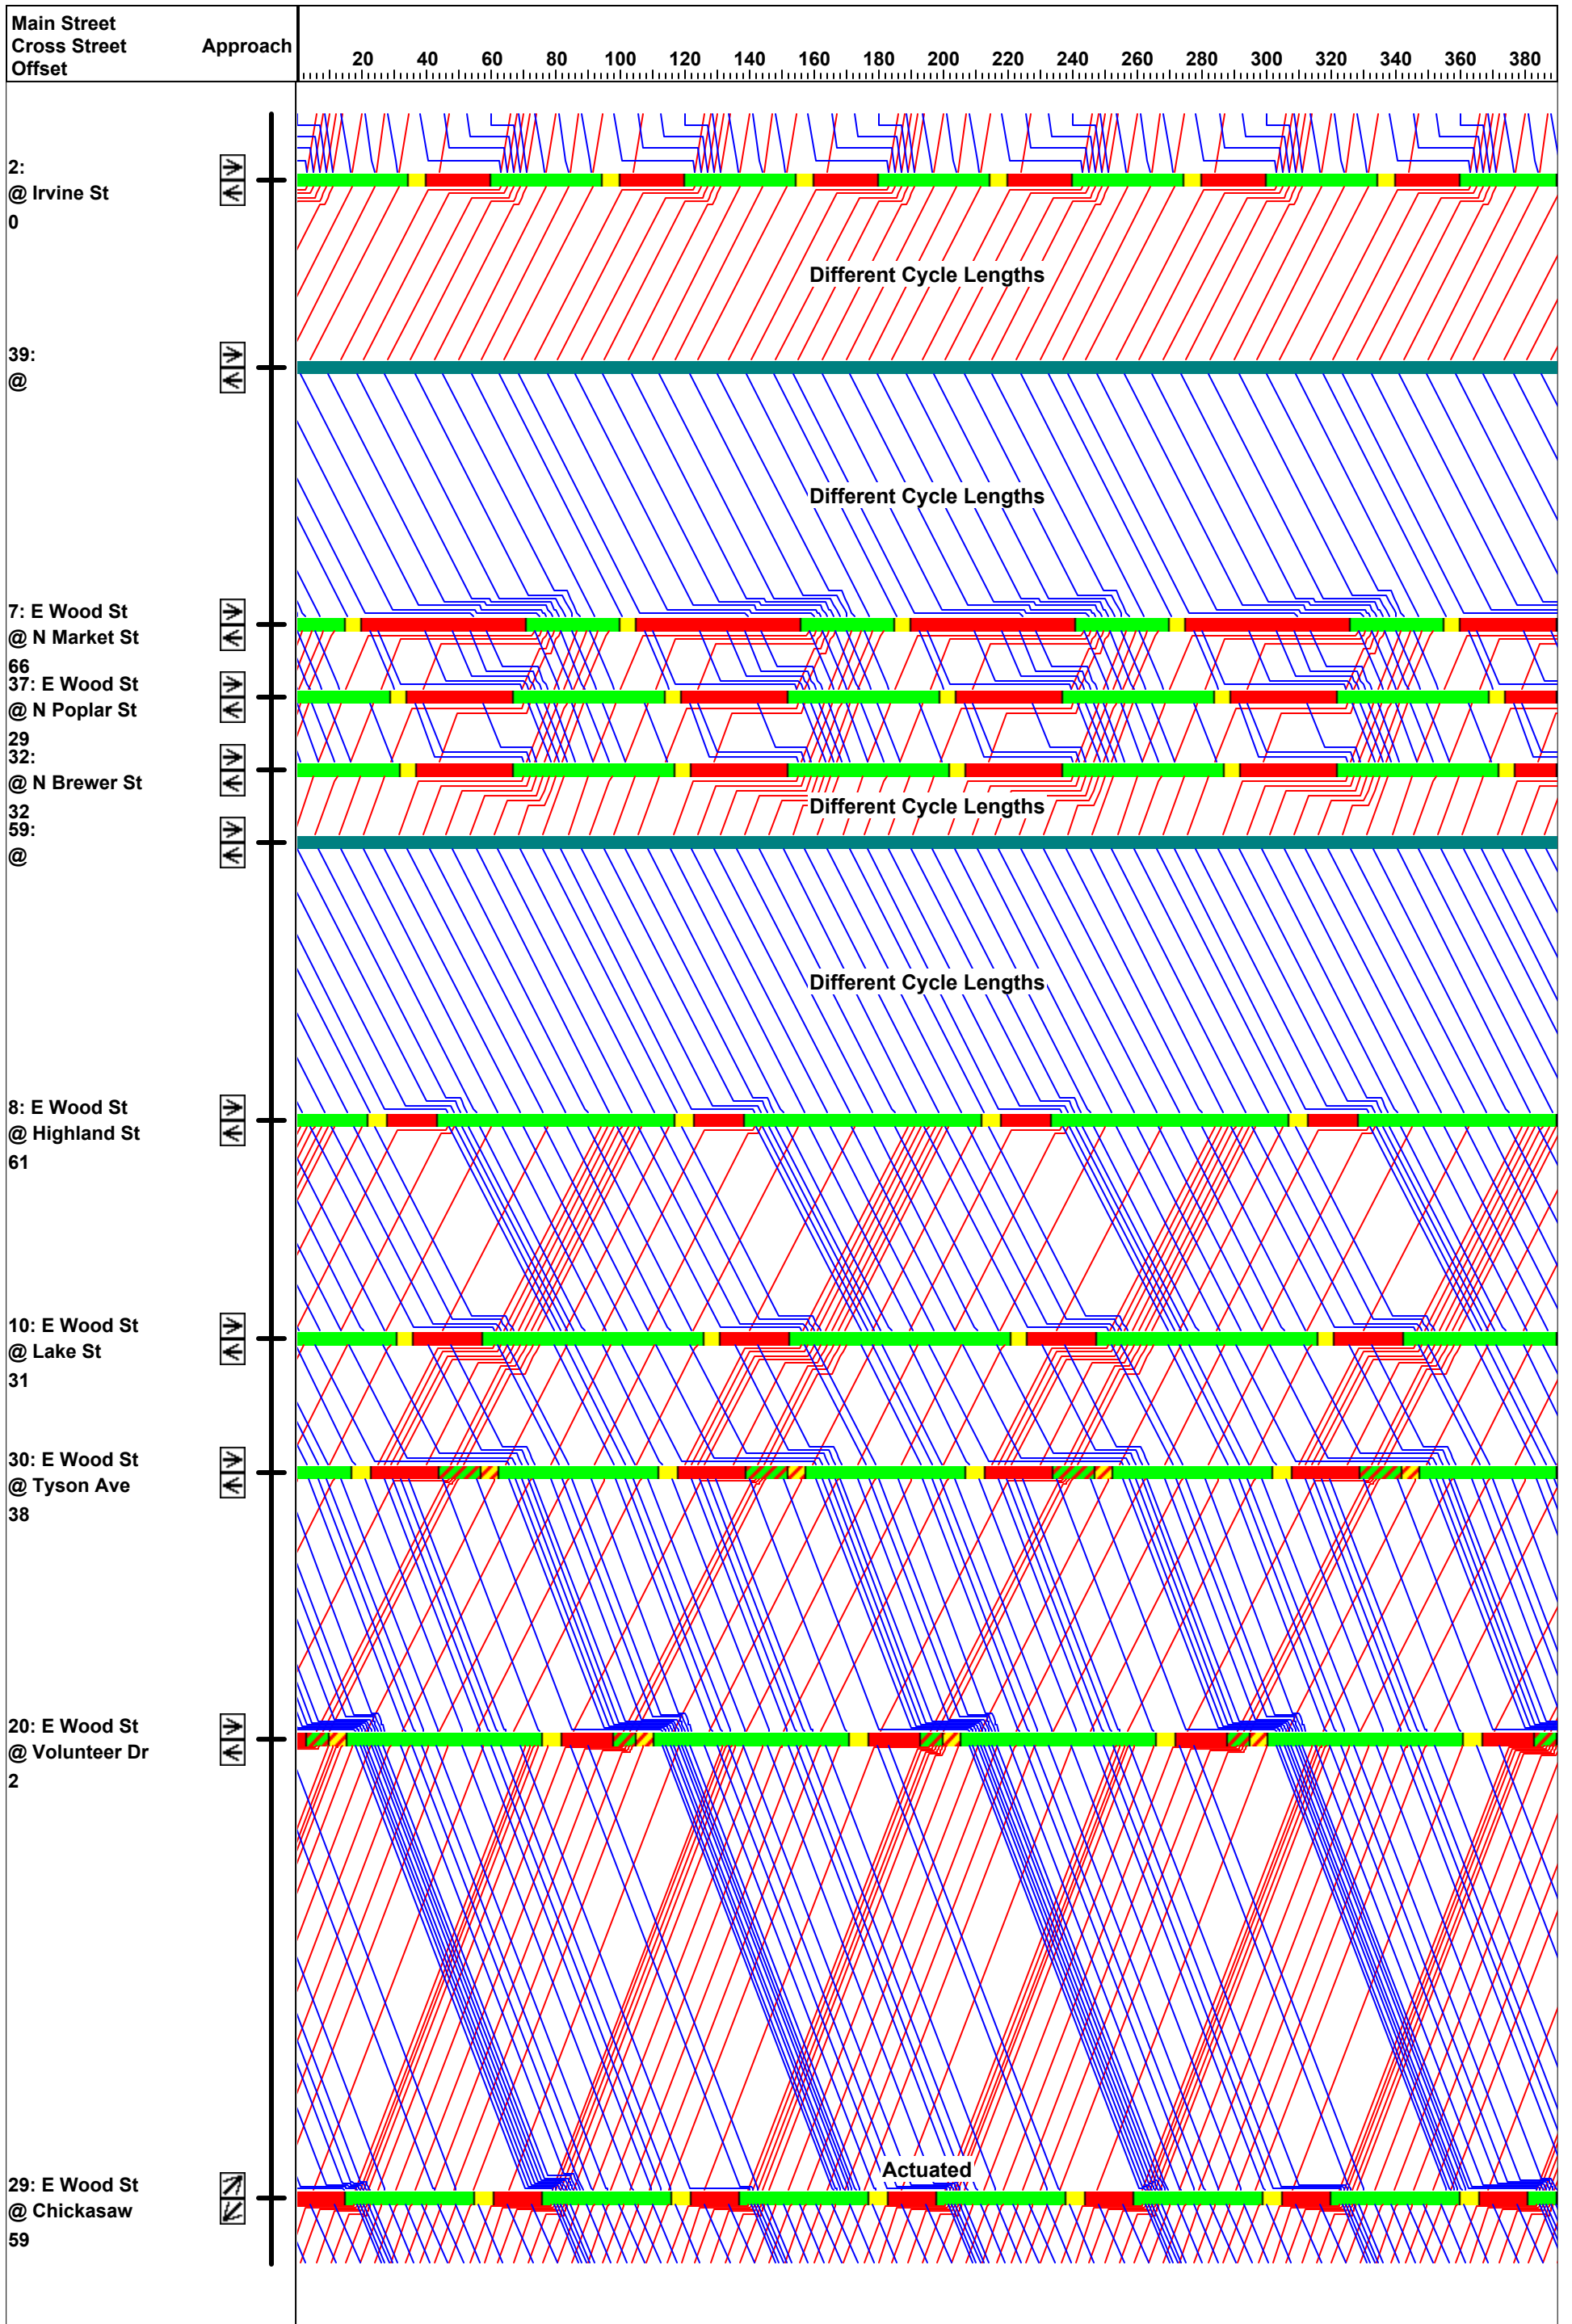 Main Street
Cross Street Approach
Offset
20 40 60 80 100 120 140 160 180 200 220 240 260 280 300 320 340 360 380
2:
@ Irvine St
0
Different Cycle Lengths
39:
@
Different Cycle Lengths
7: E Wood St
@ N Market St
66
37: E Wood St
@ N Poplar St
29
32:
@ N Brewer St
32
Different Cycle Lengths
59:
@
Different Cycle Lengths
8: E Wood St
@ Highland St
61
10: E Wood St
@ Lake St
31
30: E Wood St
@ Tyson Ave
38
20: E Wood St
@ Volunteer Dr
2
Actuated
29: E Wood St
@ Chickasaw
59